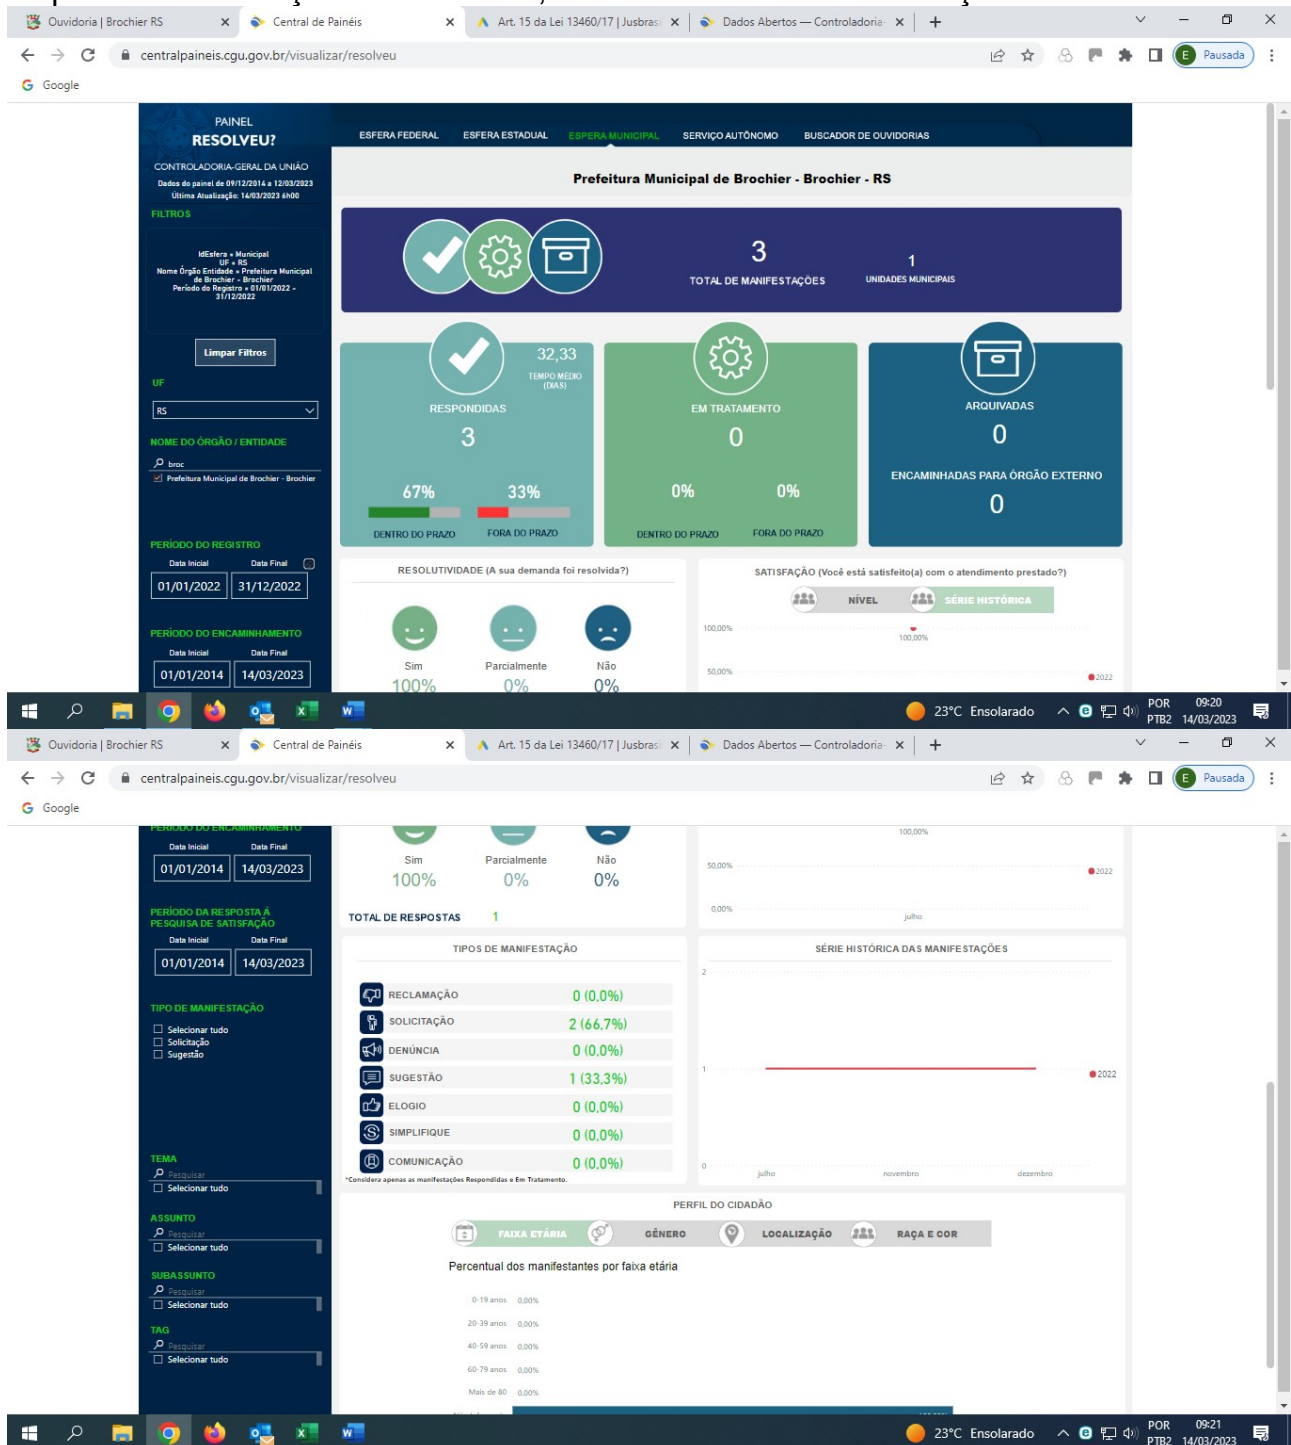 Ouvidoria | Brochier RS
Central de Painéis
Art. 15 da Lei 13460/17 | Jusbrasi
Dados Abertos — Controladoria-
centralpaineis.cgu.gov.br/visualizar/resolveu
E Pausada
Google
PAINEL
RESOLVEU?
CONTROLADORIA-GERAL DA UNIÃO
Dados do painel de 09/12/2014 a 12/03/2023
Última Atualização: 14/03/2023 6h00
ESFERA FEDERAL ESFERA ESTADUAL ESPERA MUNICIPAL SERVIÇO AUTÔNOMO BUSCADOR DE OUVIDORIAS
Prefeitura Municipal de Brochier - Brochier - RS
FILTROS
IdEsfera = Municipal
UF = RS
Nome Órgão Entidade = Prefeitura Municipal
de Brochier - Brochier
Período do Registro = 01/01/2022 -
31/12/2022
Limpar Filtros
UF
RS
NOME DO ÓRGÃO / ENTIDADE
broc
Prefeitura Municipal de Brochier - Brochier
PERÍODO DO REGISTRO
Data Inicial Data Final
01/01/2022 31/12/2022
PERÍODO DO ENCAMINHAMENTO
Data Inicial Data Final
01/01/2014 14/03/2023
3
TOTAL DE MANIFESTAÇÕES
1
UNIDADES MUNICIPAIS
32,33
TEMPO MÉDIO
(DIAS)
RESPONDIDAS
3
67% 33%
DENTRO DO PRAZO FORA DO PRAZO
EM TRATAMENTO
0
0% 0%
DENTRO DO PRAZO FORA DO PRAZO
ARQUIVADAS
0
ENCAMINHADAS PARA ÓRGÃO EXTERNO
0
RESOLUTIVIDADE (A sua demanda foi resolvida?)
Sim Parcialmente Não
100% 0% 0%
SATISFAÇÃO (Você está satisfeito(a) com o atendimento prestado?)
NÍVEL SÉRIE HISTÓRICA
100,00%
100,00%
50,00%
2022
23°C Ensolarado
POR
PTB2
09:20
14/03/2023
Ouvidoria | Brochier RS
Central de Painéis
Art. 15 da Lei 13460/17 | Jusbrasi
Dados Abertos — Controladoria-
centralpaineis.cgu.gov.br/visualizar/resolveu
E Pausada
Google
PERÍODO DO ENCAMINHAMENTO
Data Inicial Data Final
01/01/2014 14/03/2023
PERÍODO DA RESPOSTA À
PESQUISA DE SATISFAÇÃO
Data Inicial Data Final
01/01/2014 14/03/2023
TIPO DE MANIFESTAÇÃO
Selecionar tudo
Solicitação
Sugestão
TEMA
Pesquisar
Selecionar tudo
ASSUNTO
Pesquisar
Selecionar tudo
SUBASSUNTO
Pesquisar
Selecionar tudo
TAG
Pesquisar
Selecionar tudo
Sim Parcialmente Não
100% 0% 0%
TOTAL DE RESPOSTAS 1
100,00%
50,00%
2022
0,00%
julho
TIPOS DE MANIFESTAÇÃO
RECLAMAÇÃO 0 (0,0%)
SOLICITAÇÃO 2 (66,7%)
DENÚNCIA 0 (0,0%)
SUGESTÃO 1 (33,3%)
ELOGIO 0 (0,0%)
SIMPLIFIQUE 0 (0,0%)
COMUNICAÇÃO 0 (0,0%)
*Considera apenas as manifestações Respondidas e Em Tratamento.
SÉRIE HISTÓRICA DAS MANIFESTAÇÕES
2
1
2022
0
julho novembro dezembro
PERFIL DO CIDADÃO
FAIXA ETÁRIA GÊNERO LOCALIZAÇÃO RAÇA E COR
Percentual dos manifestantes por faixa etária
0-19 anos 0,00%
20-39 anos 0,00%
40-59 anos 0,00%
60-79 anos 0,00%
Mais de 80 0,00%
23°C Ensolarado
POR
PTB2
09:21
14/03/2023